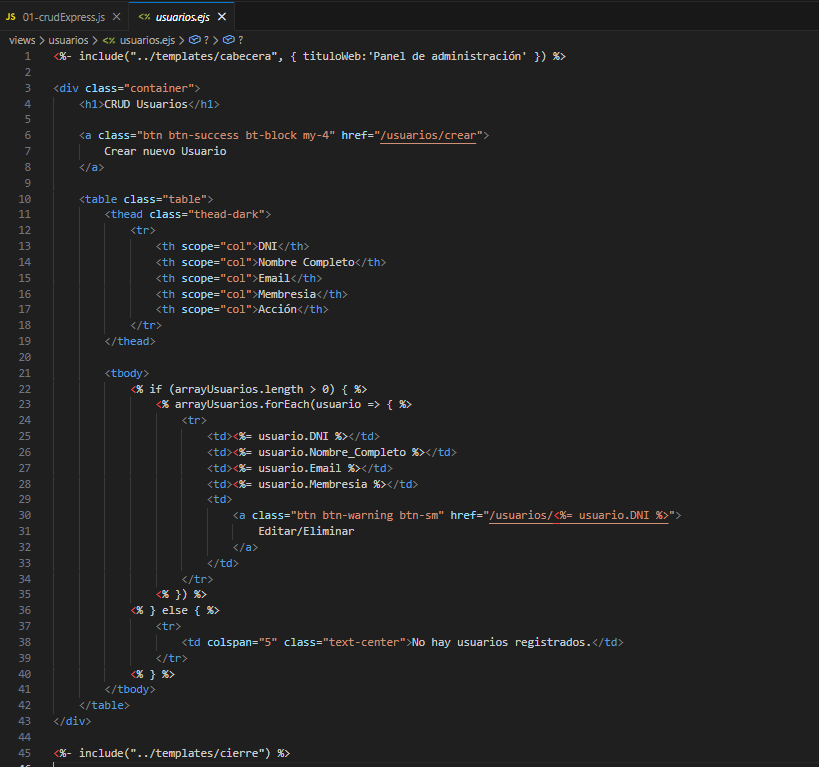 JS 01-crudExpress.js ×
<% usuarios.ejs ×
views > usuarios > <% usuarios.ejs > ? > ?
1 <%- include("../templates/cabecera", { tituloWeb:'Panel de administración' }) %>
2
3 <div class="container">
4 <h1>CRUD Usuarios</h1>
5
6 <a class="btn btn-success bt-block my-4" href="/usuarios/crear">
7 Crear nuevo Usuario
8 </a>
9
10 <table class="table">
11 <thead class="thead-dark">
12 <tr>
13 <th scope="col">DNI</th>
14 <th scope="col">Nombre Completo</th>
15 <th scope="col">Email</th>
16 <th scope="col">Membresia</th>
17 <th scope="col">Acción</th>
18 </tr>
19 </thead>
20
21 <tbody>
22 <% if (arrayUsuarios.length > 0) { %>
23 <% arrayUsuarios.forEach(usuario => { %>
24 <tr>
25 <td><%= usuario.DNI %></td>
26 <td><%= usuario.Nombre_Completo %></td>
27 <td><%= usuario.Email %></td>
28 <td><%= usuario.Membresia %></td>
29 <td>
30 <a class="btn btn-warning btn-sm" href="/usuarios/<%= usuario.DNI %>">
31 Editar/Eliminar
32 </a>
33 </td>
34 </tr>
35 <% }) %>
36 <% } else { %>
37 <tr>
38 <td colspan="5" class="text-center">No hay usuarios registrados.</td>
39 </tr>
40 <% } %>
41 </tbody>
42 </table>
43 </div>
44
45 <%- include("../templates/cierre") %>